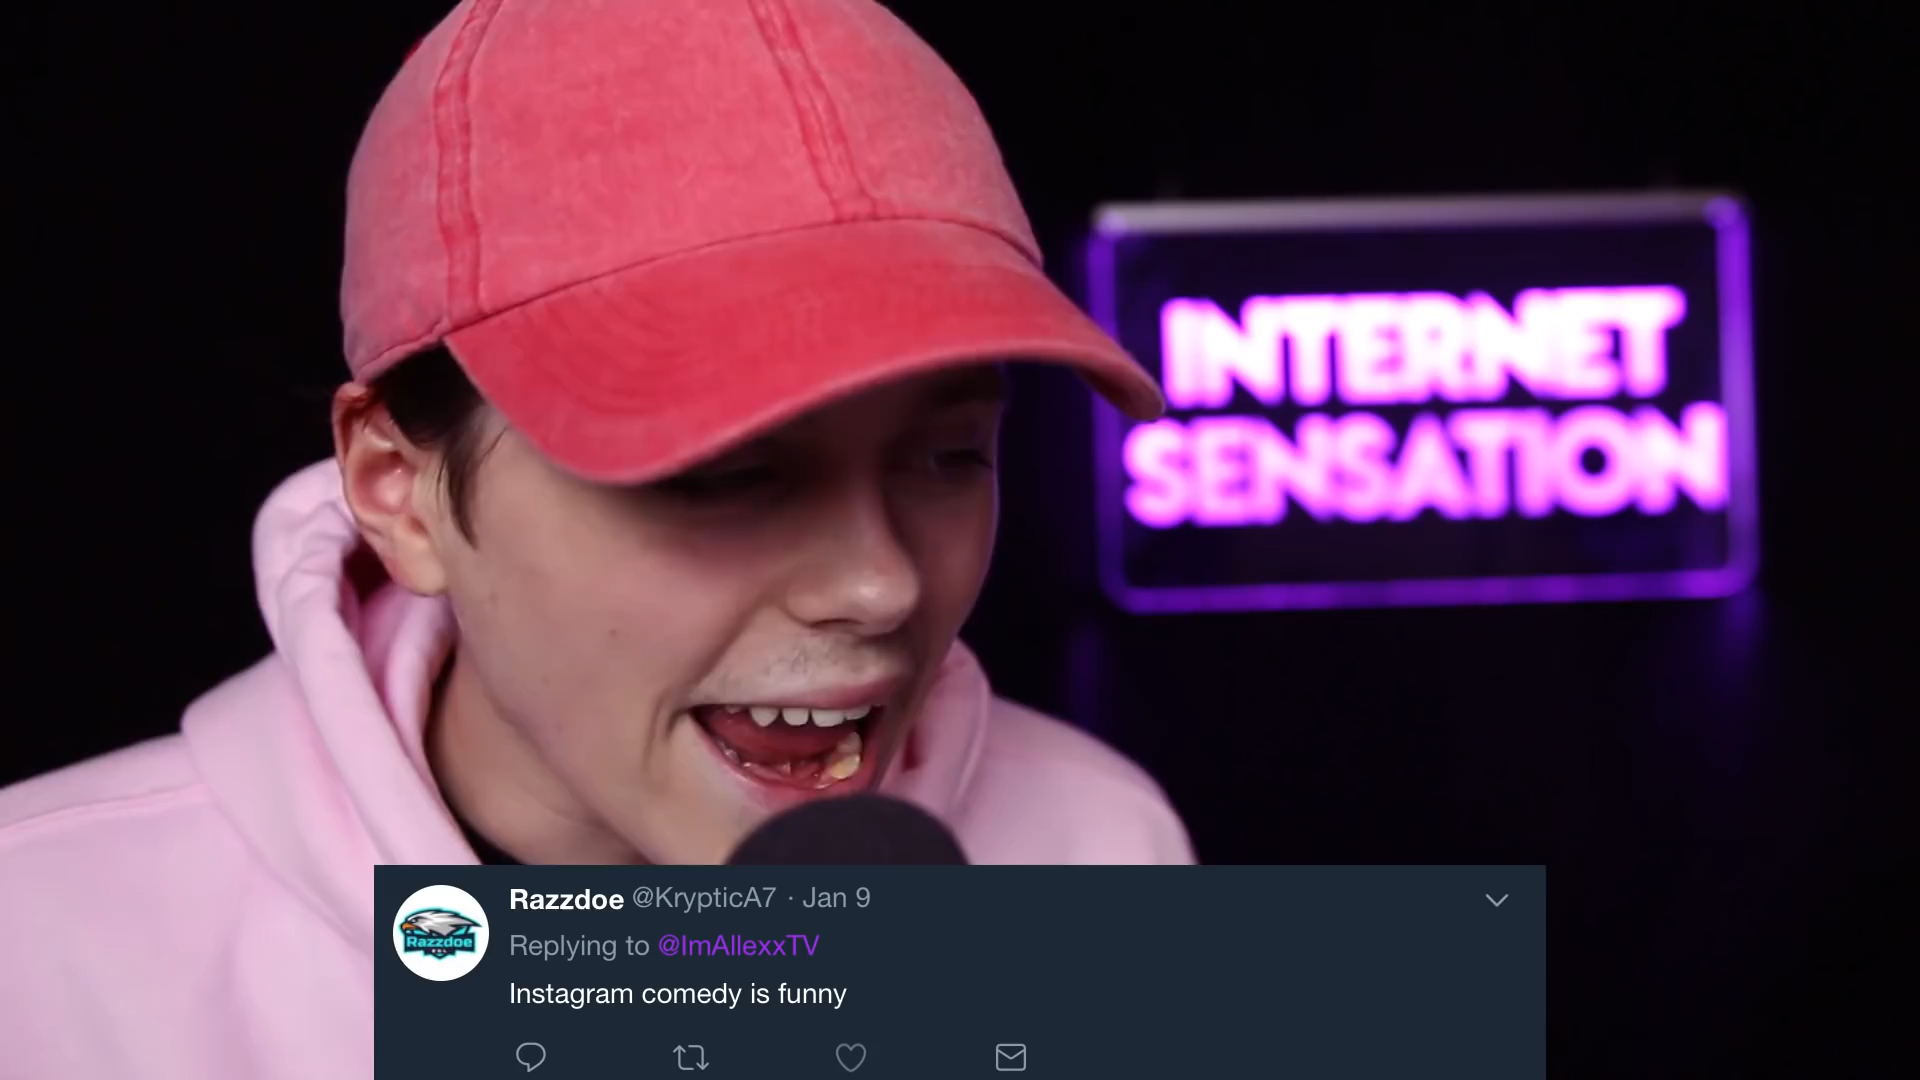 INTERNET
SENSATION
Razzdoe @KrypticA7 · Jan 9
Razzdoe
Replying to @ImAllexxTV
Instagram comedy is funny